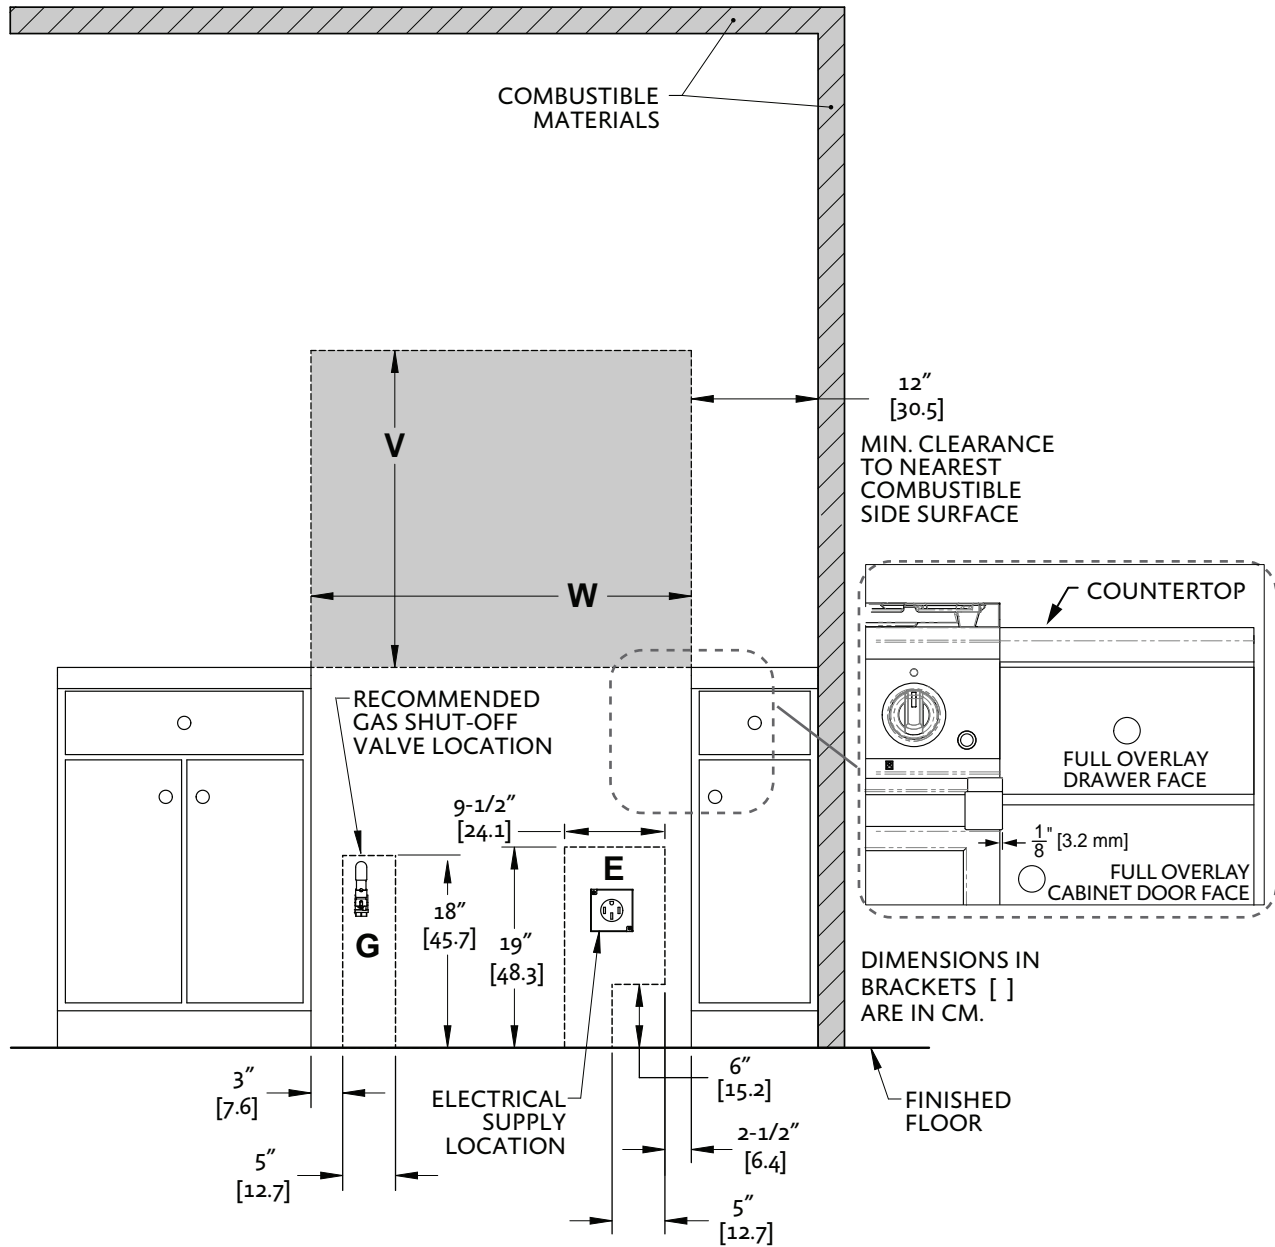 COMBUSTIBLE
MATERIALS
12"
[30.5]
MIN. CLEARANCE
TO NEAREST
COMBUSTIBLE
SIDE SURFACE
V
W
COUNTERTOP
RECOMMENDED
GAS SHUT-OFF
VALVE LOCATION
FULL OVERLAY
DRAWER FACE
9-1/2"
[24.1]
1/8" [3.2 mm]
FULL OVERLAY
CABINET DOOR FACE
E
G
18"
[45.7]
19"
[48.3]
DIMENSIONS IN
BRACKETS [ ]
ARE IN CM.
3"
[7.6]
ELECTRICAL
SUPPLY
LOCATION
6"
[15.2]
FINISHED
FLOOR
2-1/2"
[6.4]
5"
[12.7]
5"
[12.7]